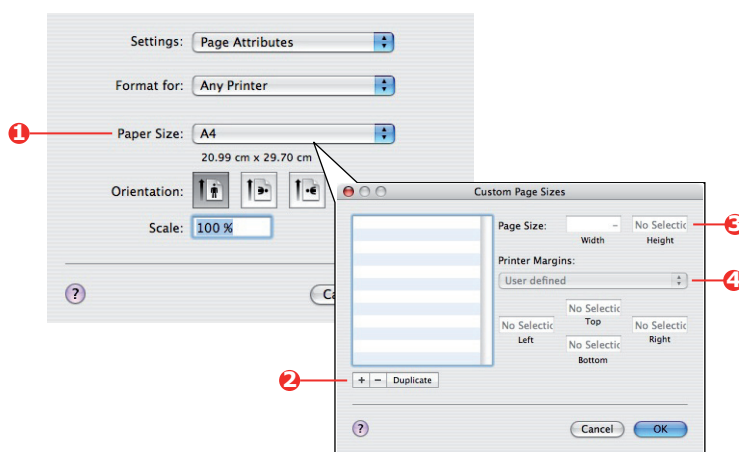 Settings: Page Attributes
Format for: Any Printer
1
Paper Size: A4
20.99 cm x 29.70 cm
Orientation:
Scale: 100 %
?
Ca
Custom Page Sizes
Page Size: – No Selectic
3
Width Height
Printer Margins:
User defined
4
No Selectic
Top
No Selectic No Selectic
Left Right
No Selectic
Bottom
2
+ – Duplicate
?
Cancel OK